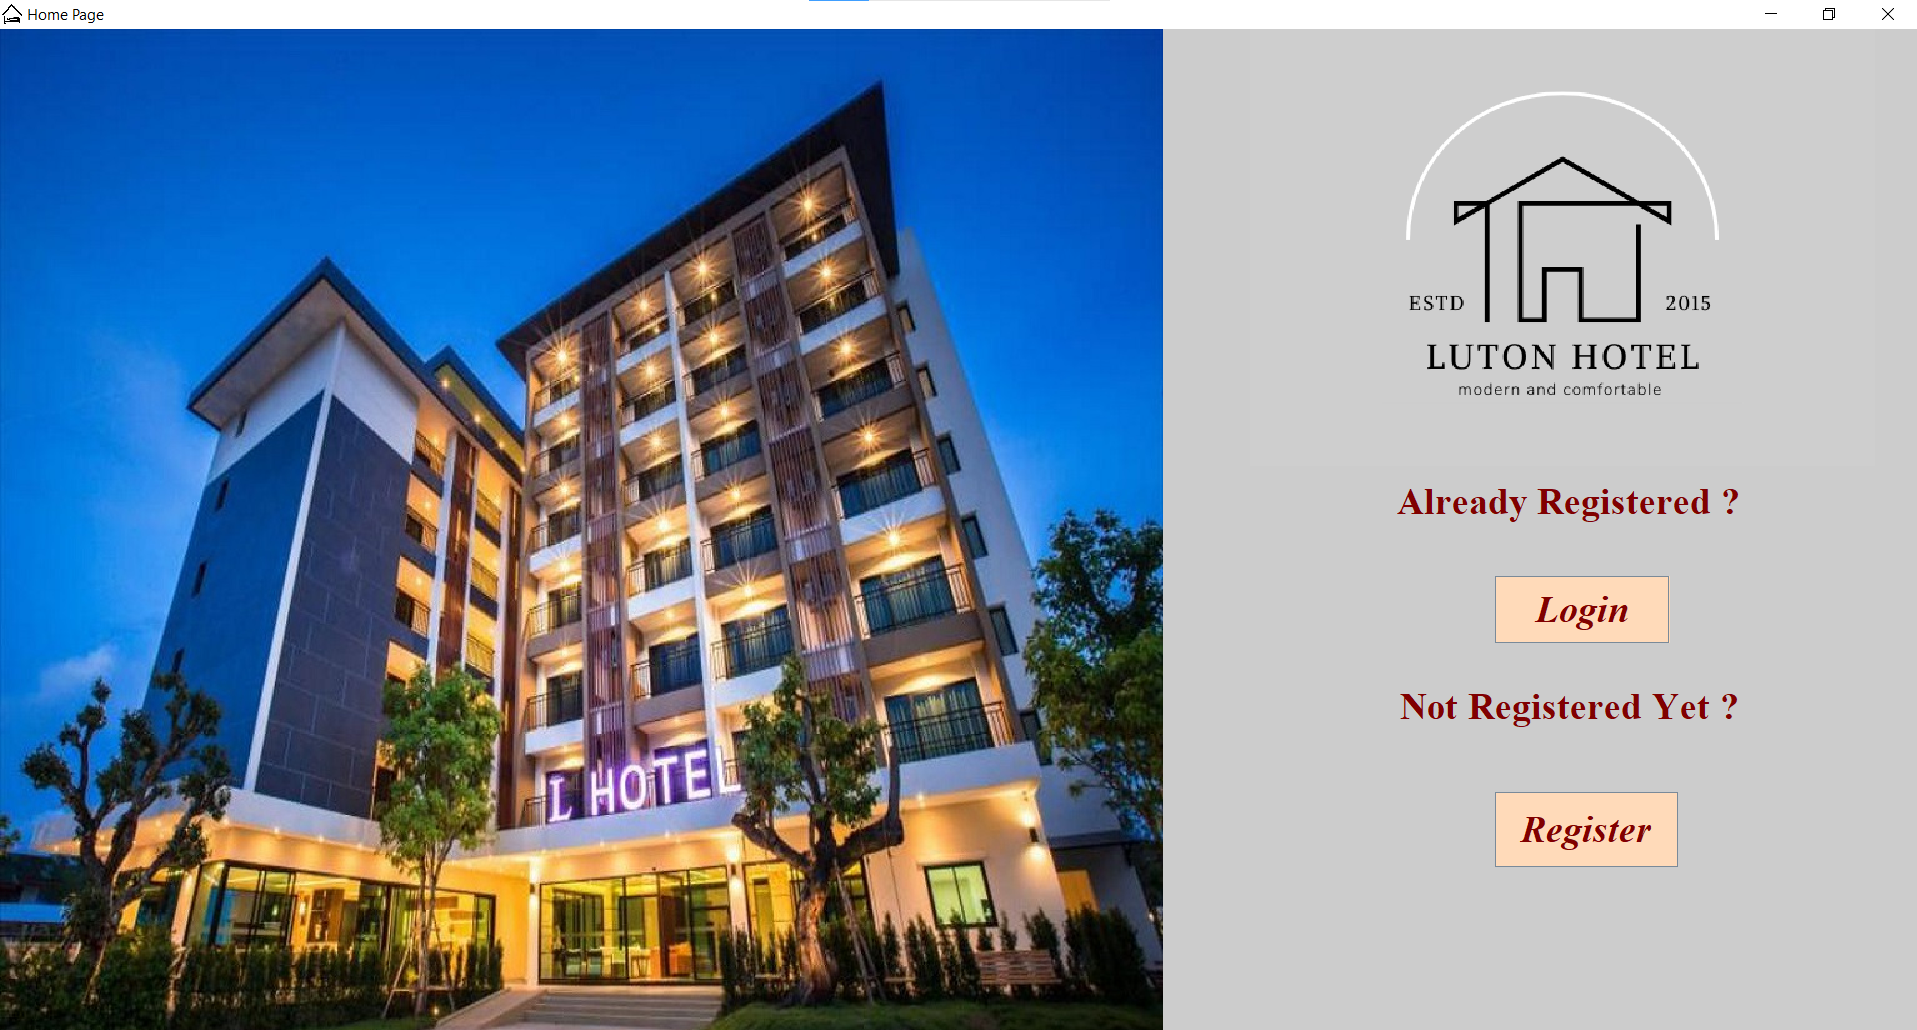 Home Page
L HOTEL
ESTD 2015
LUTON HOTEL
modern and comfortable
Already Registered ?
Login
Not Registered Yet ?
Register